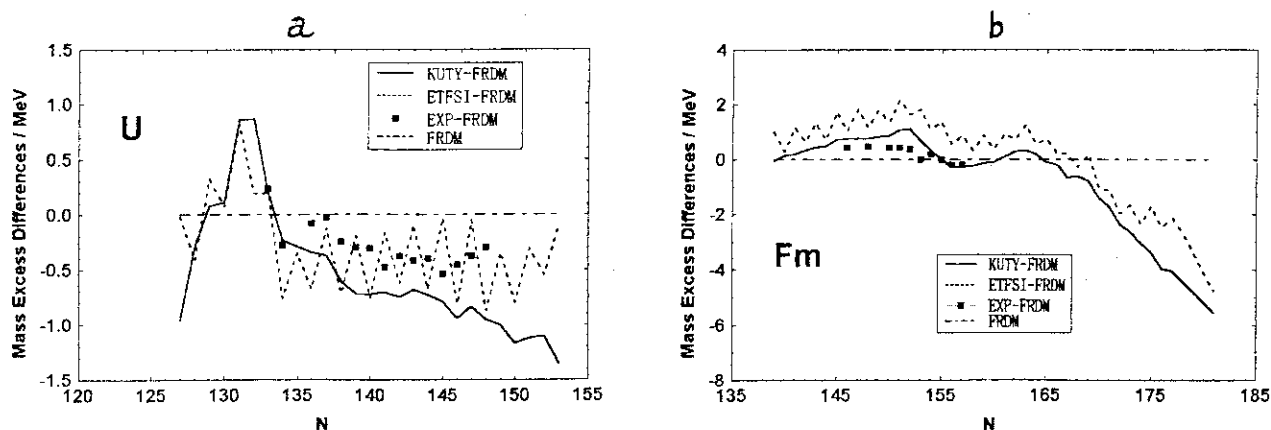 a
Mass Excess Differences / MeV
1.5
1.0
0.5
0.0
-0.5
-1.0
-1.5
U
KUTY-FRDM
ETFSI-FRDM
EXP-FRDM
FRDM
120 125 130 135 140 145 150 155
N
b
Mass Excess Differences / MeV
4
2
0
-2
-4
-6
-8
Fm
KUTY-FRDM
ETFSI-FRDM
EXP-FRDM
FRDM
135 145 155 165 175 185
N